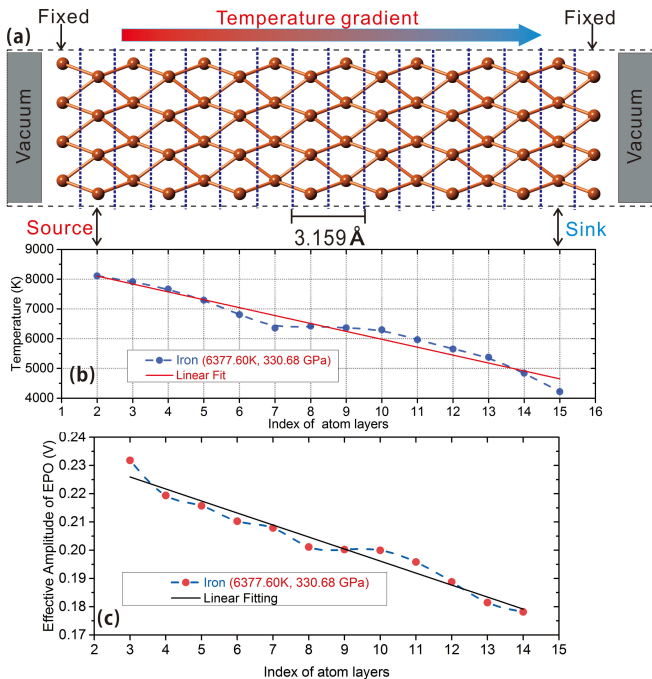 Fixed Temperature gradient Fixed
(a)
Vacuum Vacuum
Source Sink
3.159 Å
9000
8000
7000
6000
5000
4000
Temperature (K)
Iron (6377.60K, 330.68 GPa)
Linear Fit
(b)
1 2 3 4 5 6 7 8 9 10 11 12 13 14 15 16
Index of atom layers
0.24
0.23
0.22
0.21
0.20
0.19
0.18
0.17
Effective Amplitude of EPO (V)
Iron (6377.60K, 330.68 GPa)
Linear Fitting
(c)
2 3 4 5 6 7 8 9 10 11 12 13 14 15
Index of atom layers